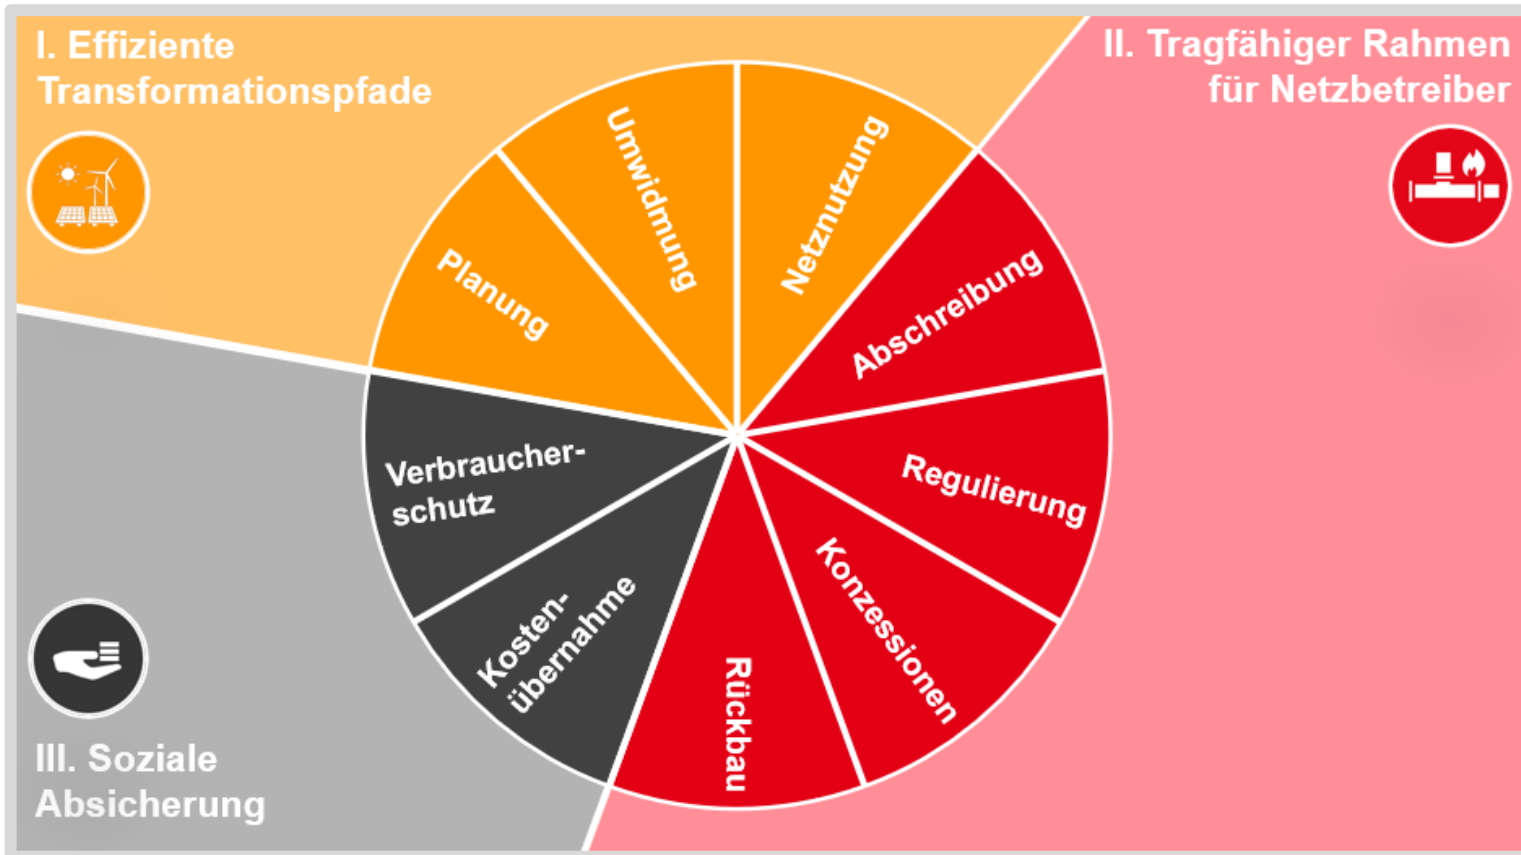 I. Effiziente
Transformationspfade
II. Tragfähiger Rahmen
für Netzbetreiber
Umwidmung
Netznutzung
Planung
Abschreibung
Verbraucher-
schutz
Regulierung
Kosten-
übernahme
Konzessionen
Rückbau
III. Soziale
Absicherung